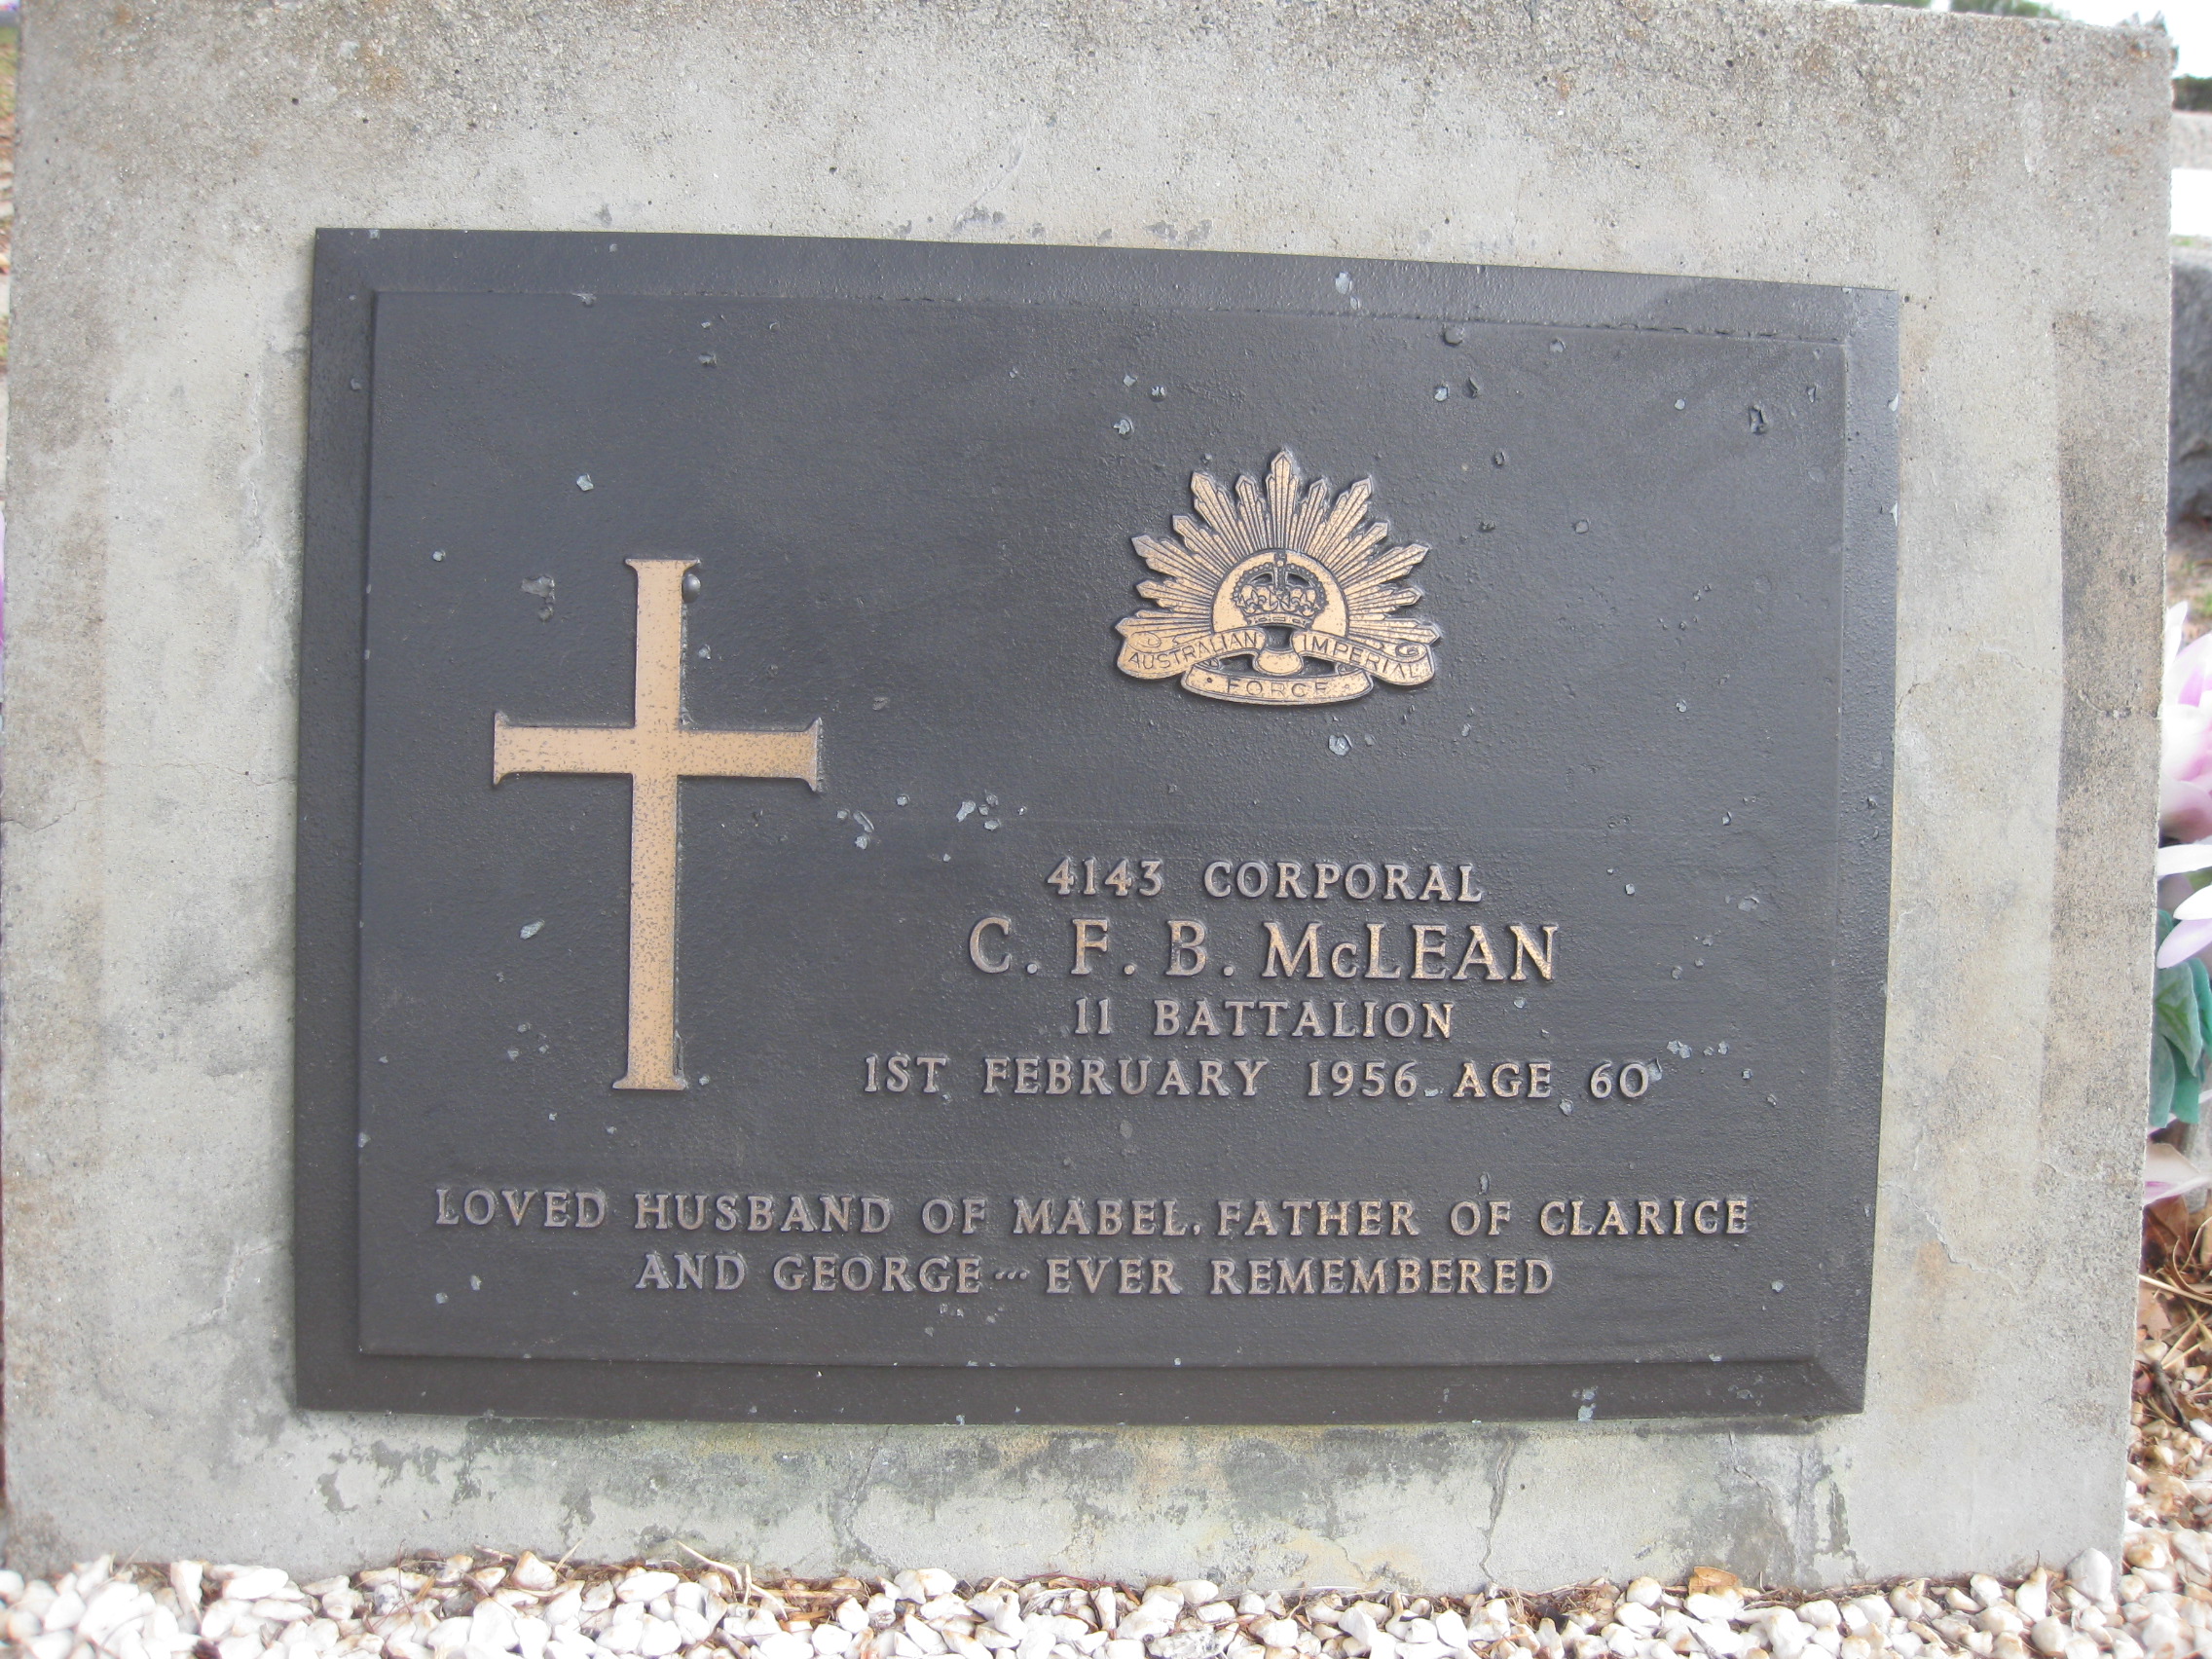 AUSTRALIAN IMPERIAL
FORCE
4143 CORPORAL
C. F. B. McLEAN
11 BATTALION
1ST FEBRUARY 1956 AGE 60
LOVED HUSBAND OF MABEL, FATHER OF CLARICE
AND GEORGE ··· EVER REMEMBERED